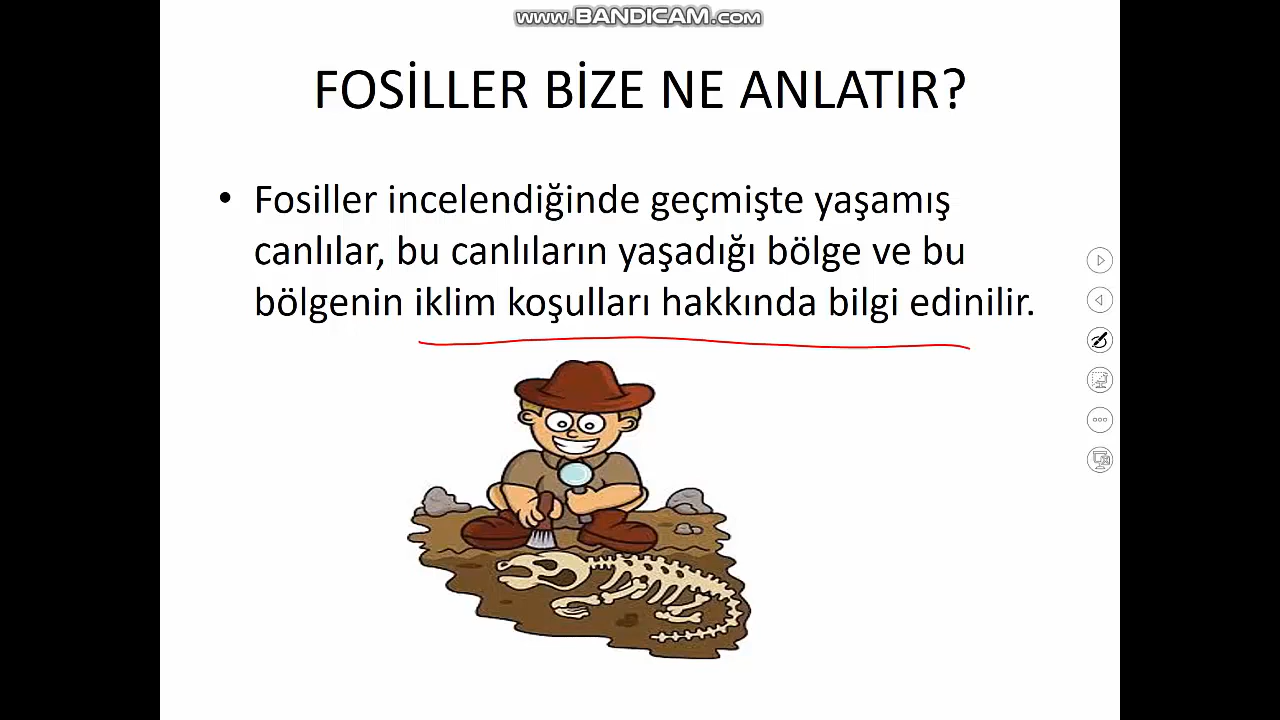 www.BANDICAM.com
FOSİLLER BİZE NE ANLATIR?
• Fosiller incelendiğinde geçmişte yaşamış
canlılar, bu canlıların yaşadığı bölge ve bu
bölgenin iklim koşulları hakkında bilgi edinilir.